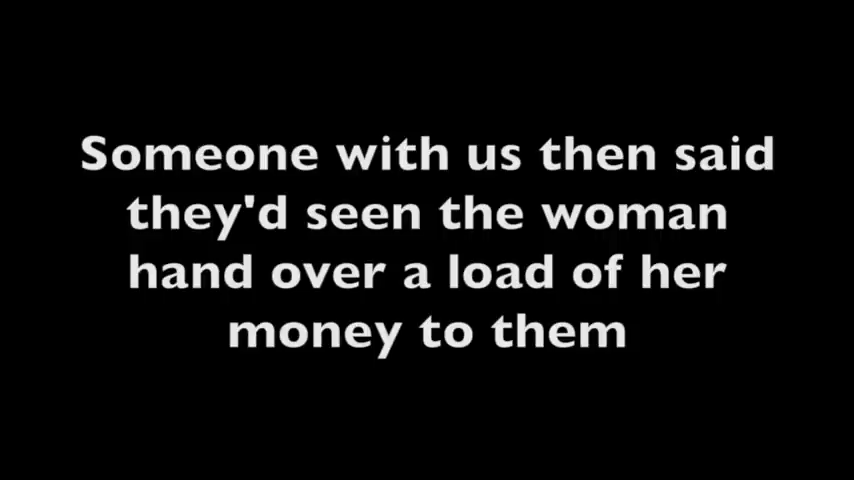 Someone with us then said
they'd seen the woman
hand over a load of her
money to them